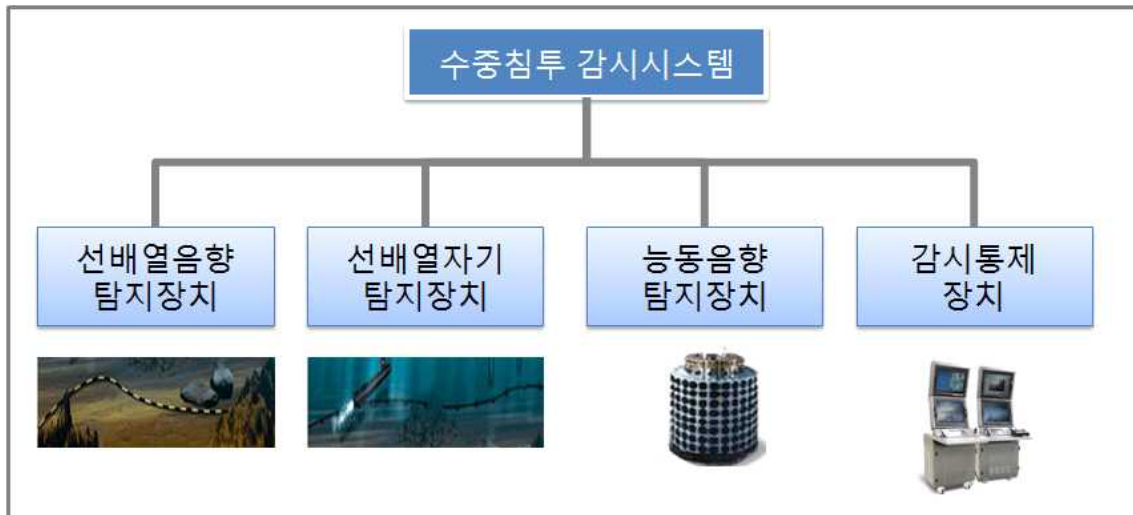 수중침투 감시시스템
선배열음향
탐지장치
선배열자기
탐지장치
능동음향
탐지장치
감시통제
장치